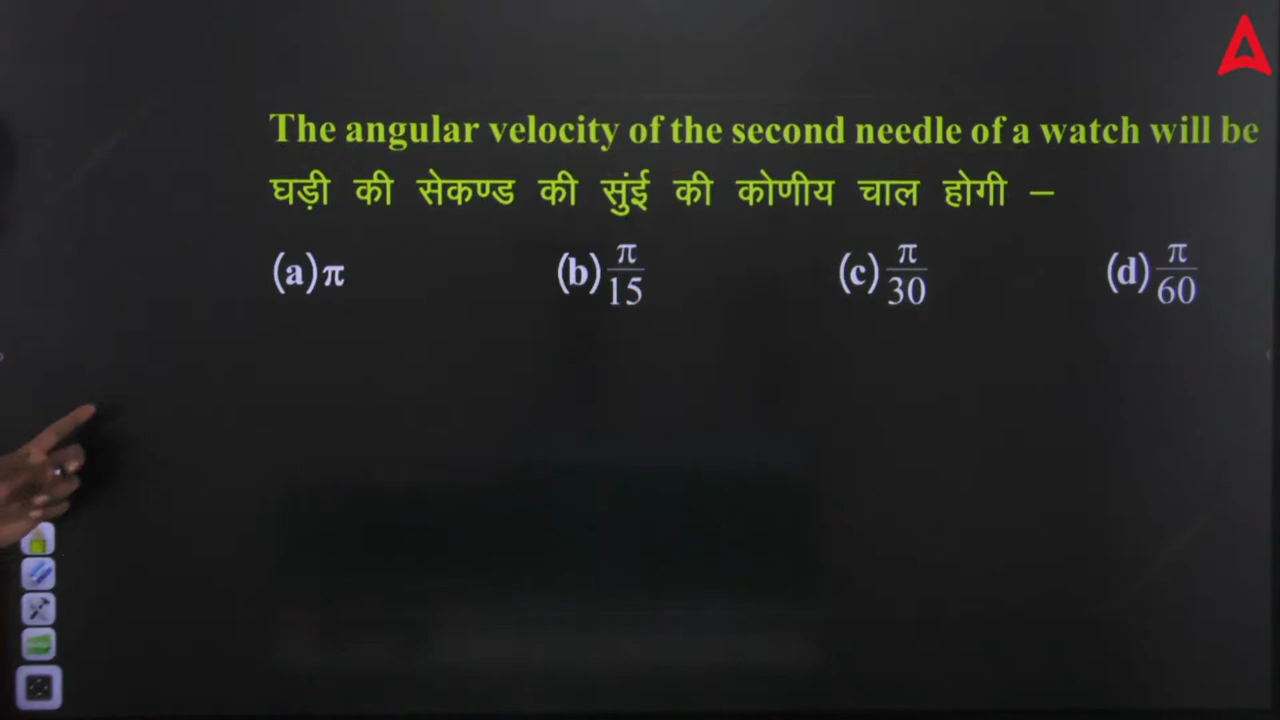 The angular velocity of the second needle of a watch will be
घड़ी की सेकण्ड की सुंई की कोणीय चाल होगी –
(a) π (b) π/15 (c) π/30 (d) π/60